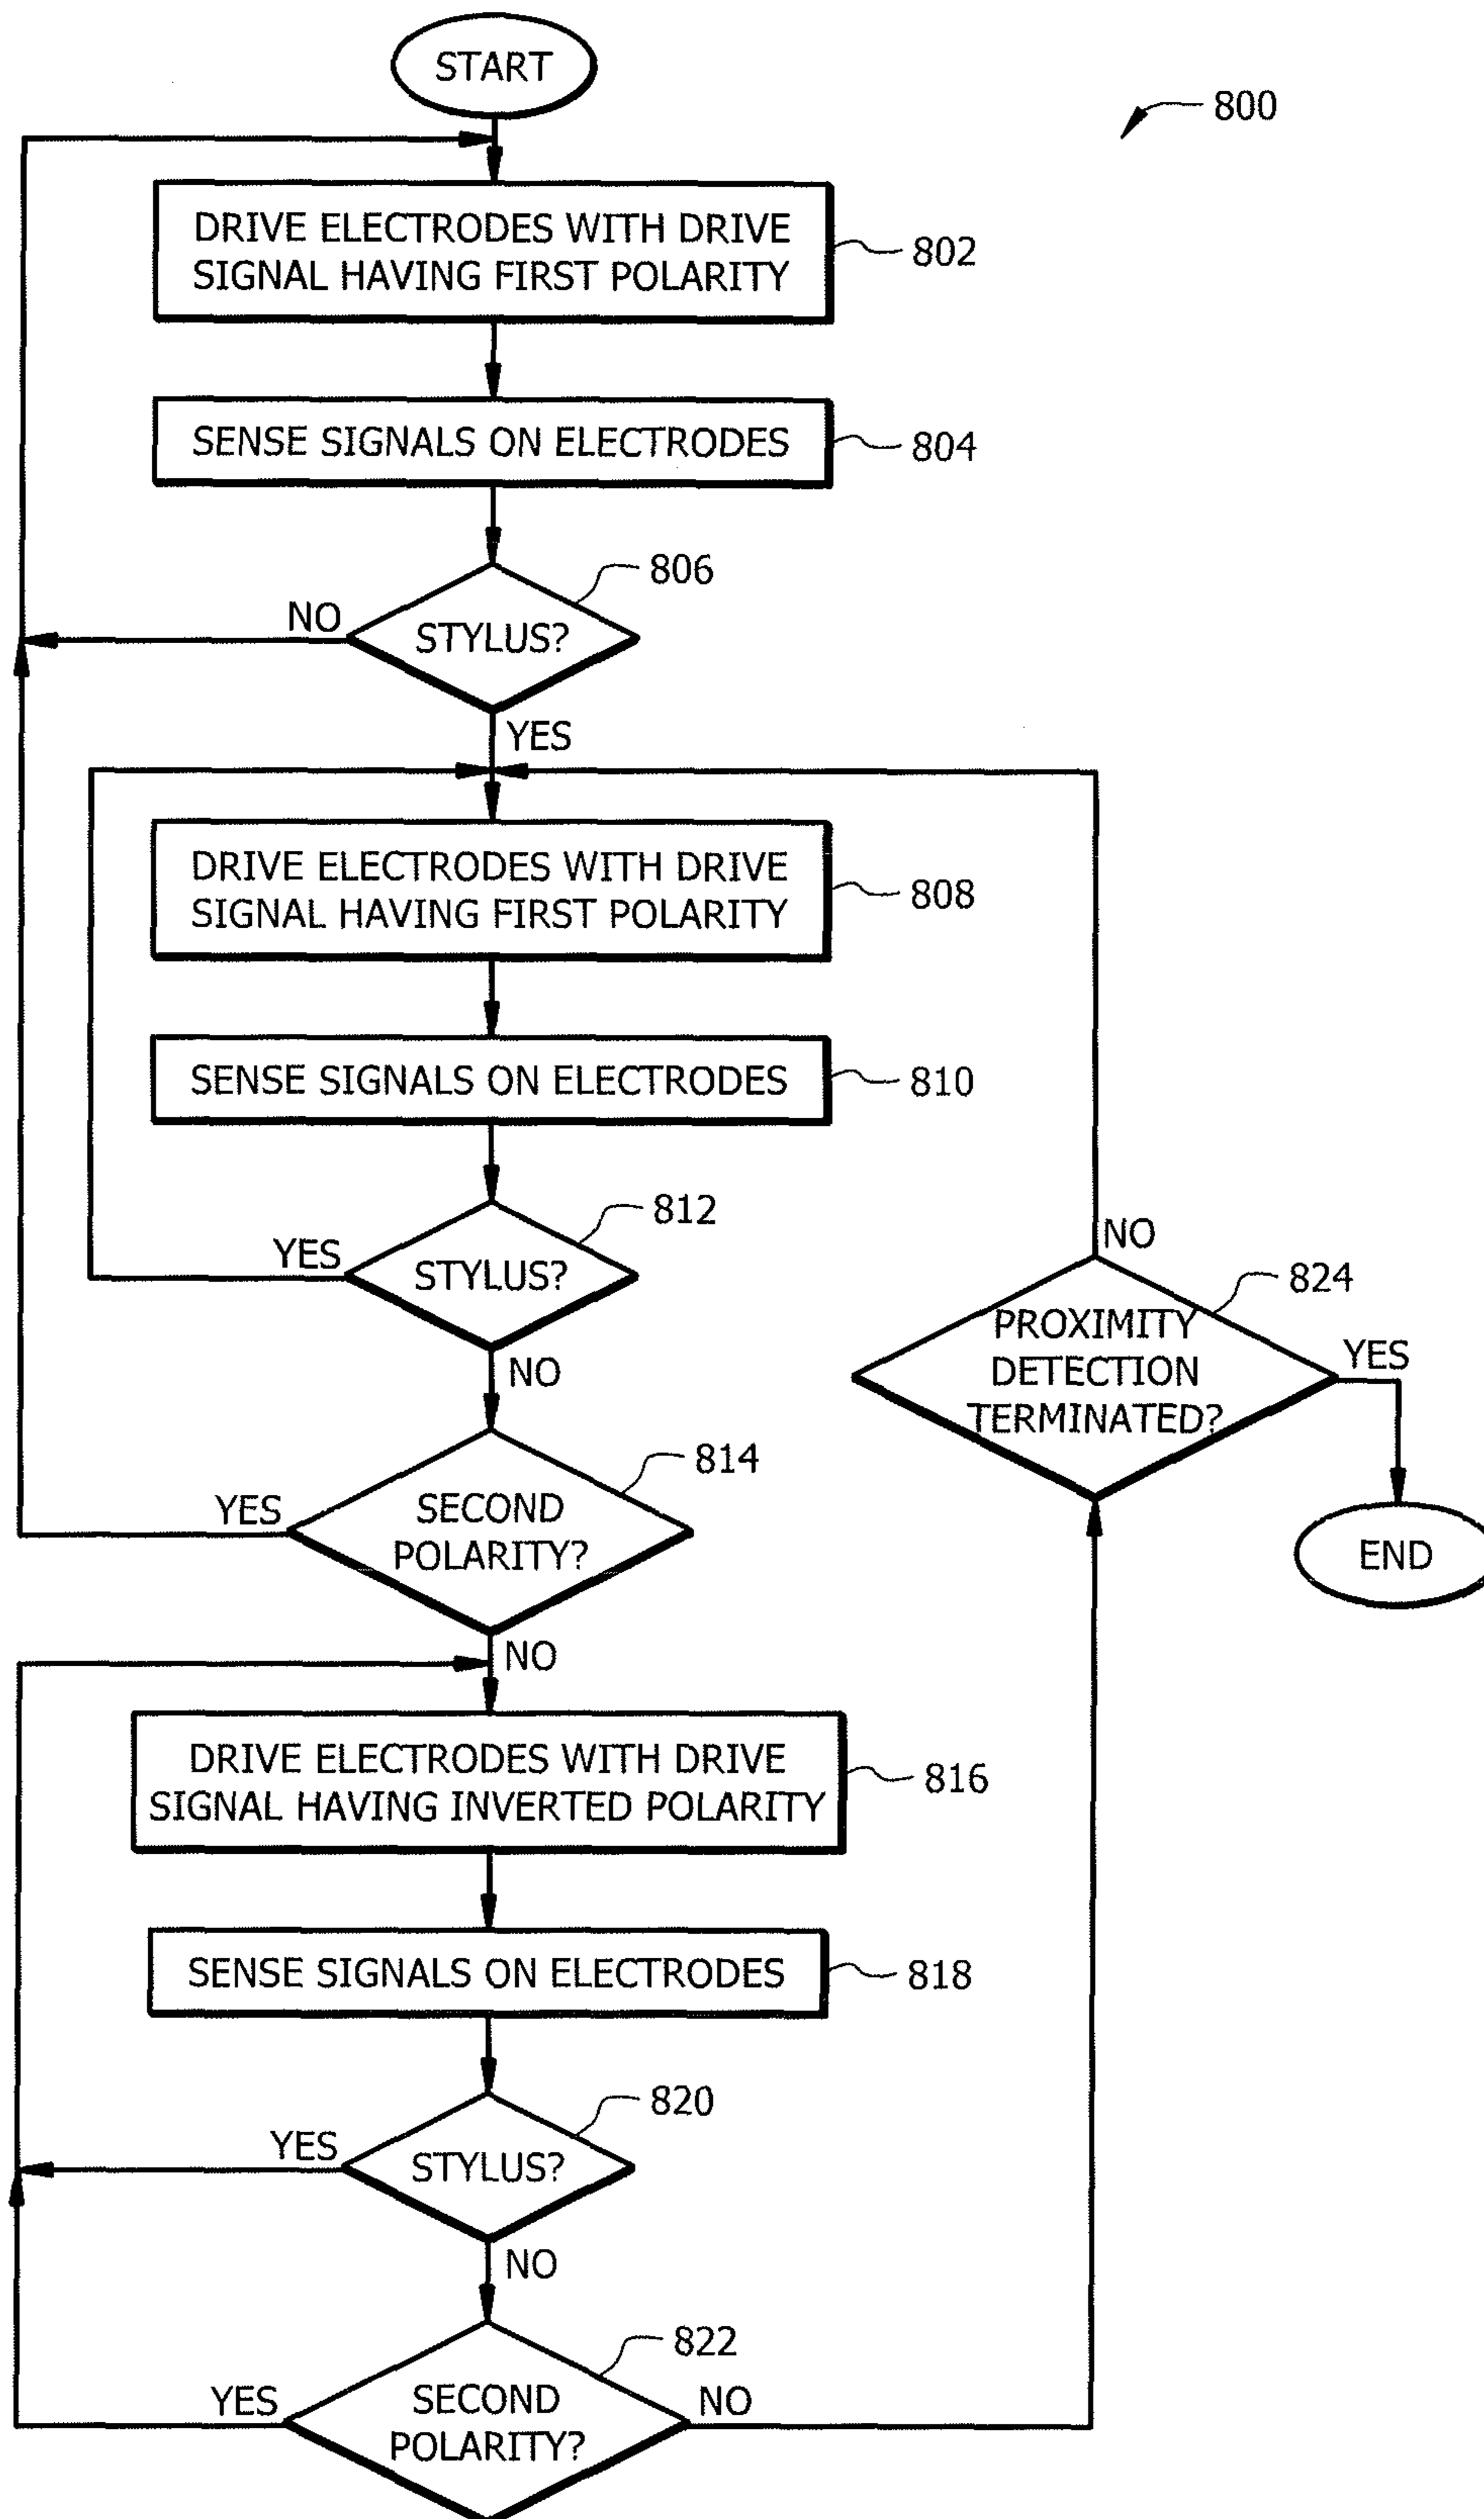 START
800
DRIVE ELECTRODES WITH DRIVE
SIGNAL HAVING FIRST POLARITY
802
SENSE SIGNALS ON ELECTRODES
804
806
NO
STYLUS?
YES
DRIVE ELECTRODES WITH DRIVE
SIGNAL HAVING FIRST POLARITY
808
SENSE SIGNALS ON ELECTRODES
810
812
YES
STYLUS?
NO
NO
824
PROXIMITY
DETECTION
TERMINATED?
YES
END
814
YES
SECOND
POLARITY?
NO
DRIVE ELECTRODES WITH DRIVE
SIGNAL HAVING INVERTED POLARITY
816
SENSE SIGNALS ON ELECTRODES
818
820
YES
STYLUS?
NO
822
YES
SECOND
POLARITY?
NO